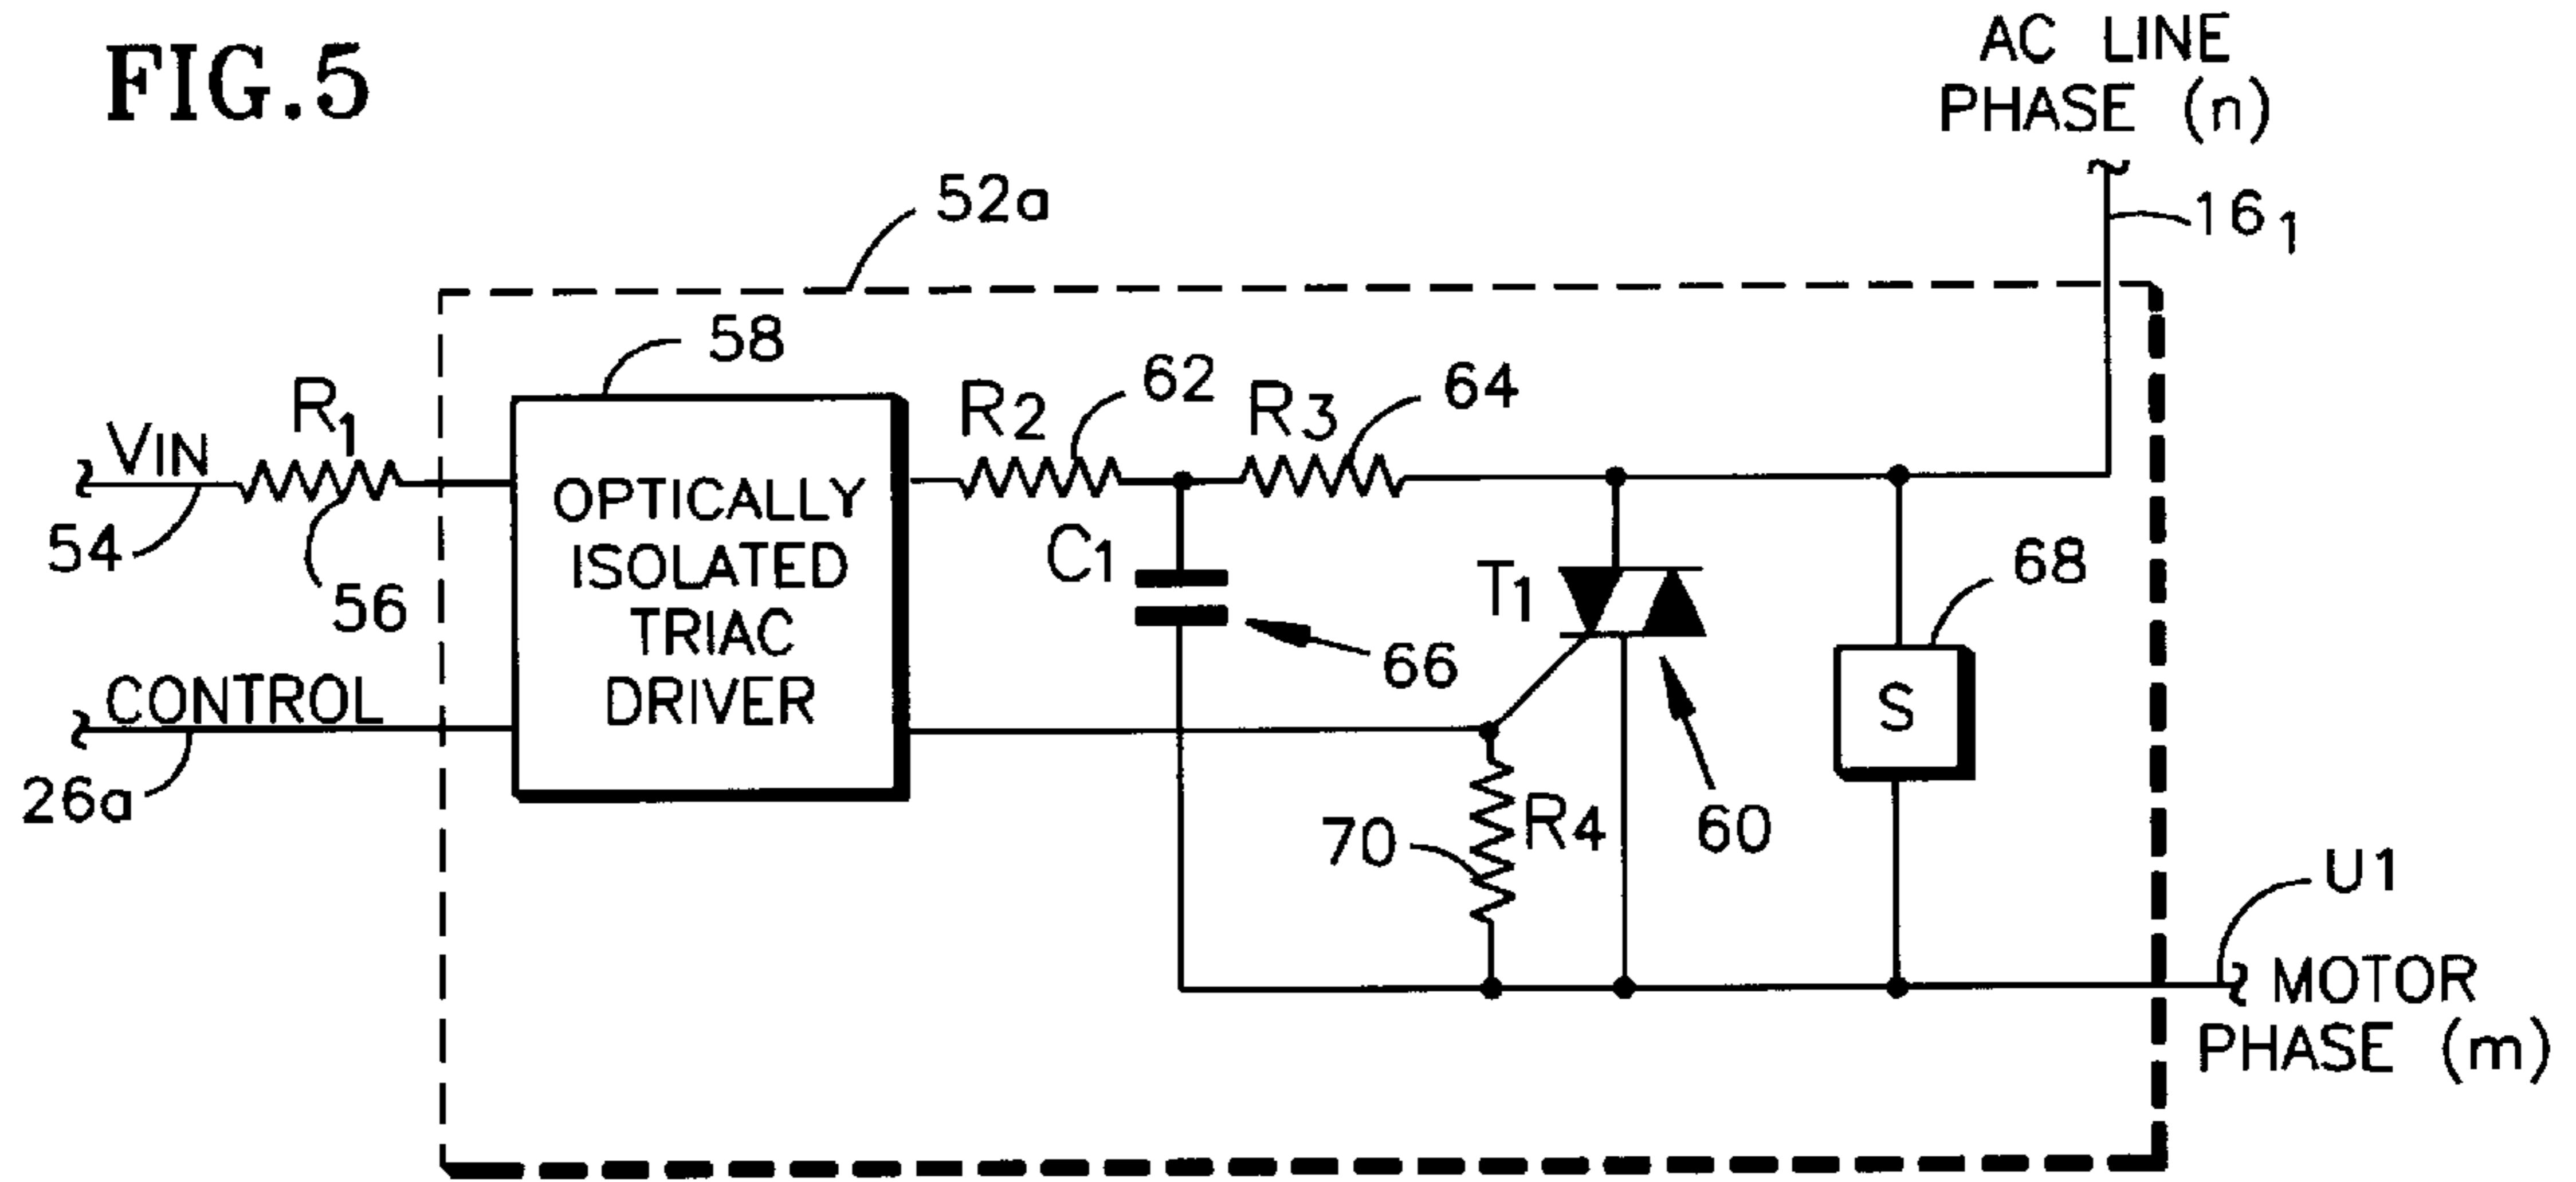 FIG.5
AC LINE
PHASE (n)
16 1
52a
58
R1
62
R2
64
R3
VIN
54
56
OPTICALLY
ISOLATED
TRIAC
DRIVER
C1
66
T1
68
S
CONTROL
26a
70
R4
60
U1
MOTOR
PHASE (m)